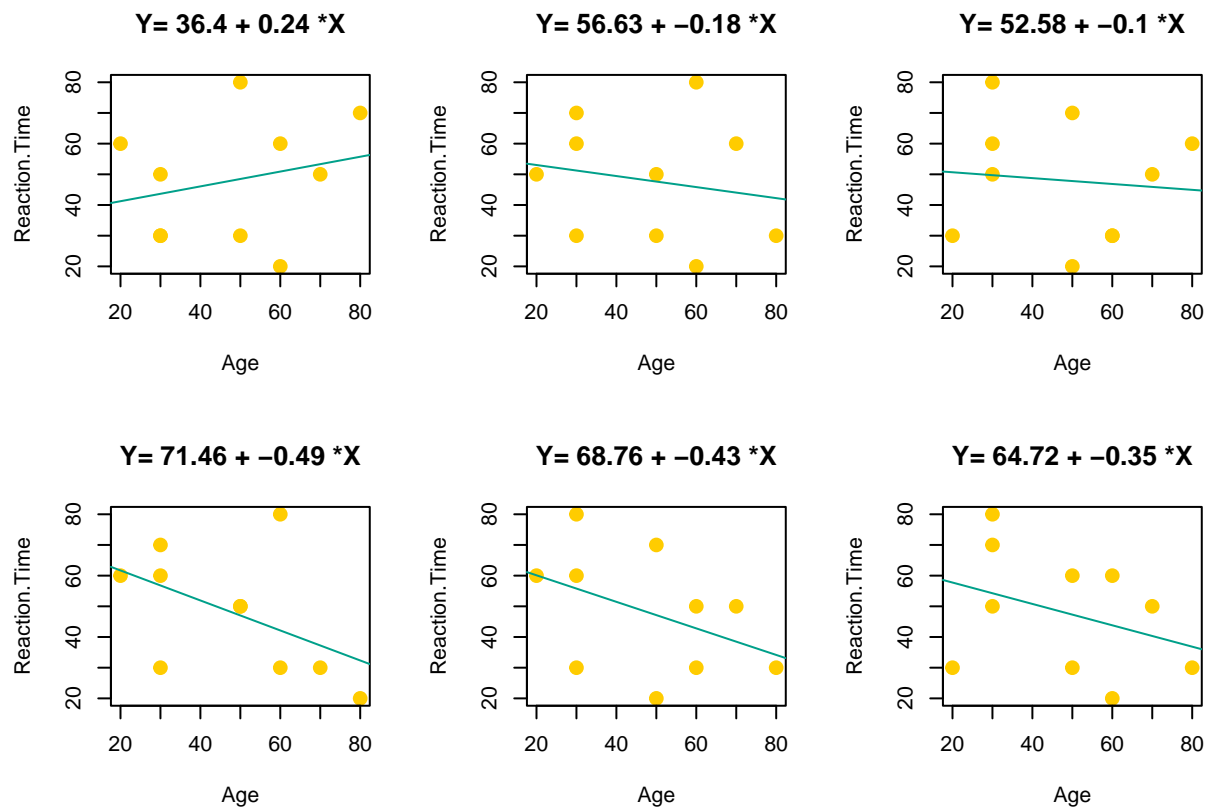 Y= 36.4 + 0.24 *X
Y= 56.63 + −0.18 *X
Y= 52.58 + −0.1 *X
Reaction.Time
20 40 60 80
20 40 60 80
Age
Reaction.Time
20 40 60 80
20 40 60 80
Age
Reaction.Time
20 40 60 80
20 40 60 80
Age
Y= 71.46 + −0.49 *X
Y= 68.76 + −0.43 *X
Y= 64.72 + −0.35 *X
Reaction.Time
20 40 60 80
20 40 60 80
Age
Reaction.Time
20 40 60 80
20 40 60 80
Age
Reaction.Time
20 40 60 80
20 40 60 80
Age